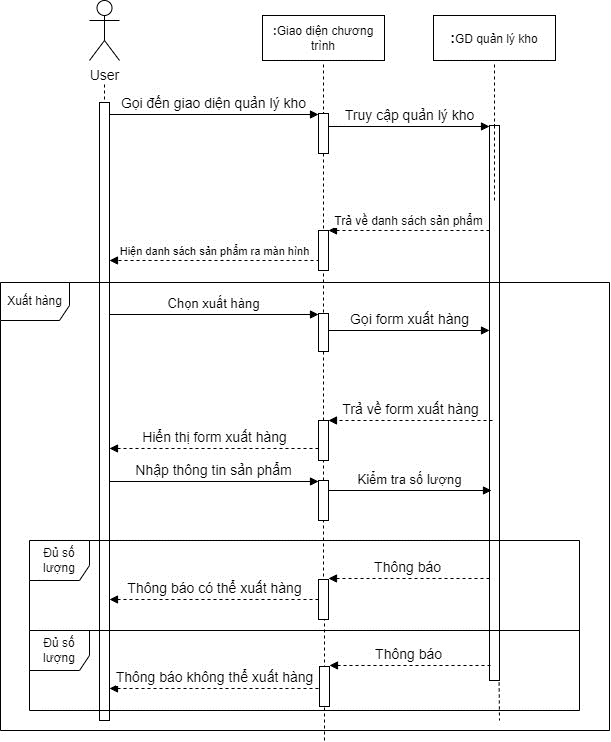 :Giao diện chương
trình
:GD quản lý kho
User
Gọi đến giao diện quản lý kho
Truy cập quản lý kho
Trả về danh sách sản phẩm
Hiện danh sách sản phẩm ra màn hình
Xuất hàng
Chọn xuất hàng
Gọi form xuất hàng
Trả về form xuất hàng
Hiển thị form xuất hàng
Nhập thông tin sản phẩm
Kiểm tra số lượng
Đủ số
lượng
Thông báo
Thông báo có thể xuất hàng
Đủ số
lượng
Thông báo
Thông báo không thể xuất hàng